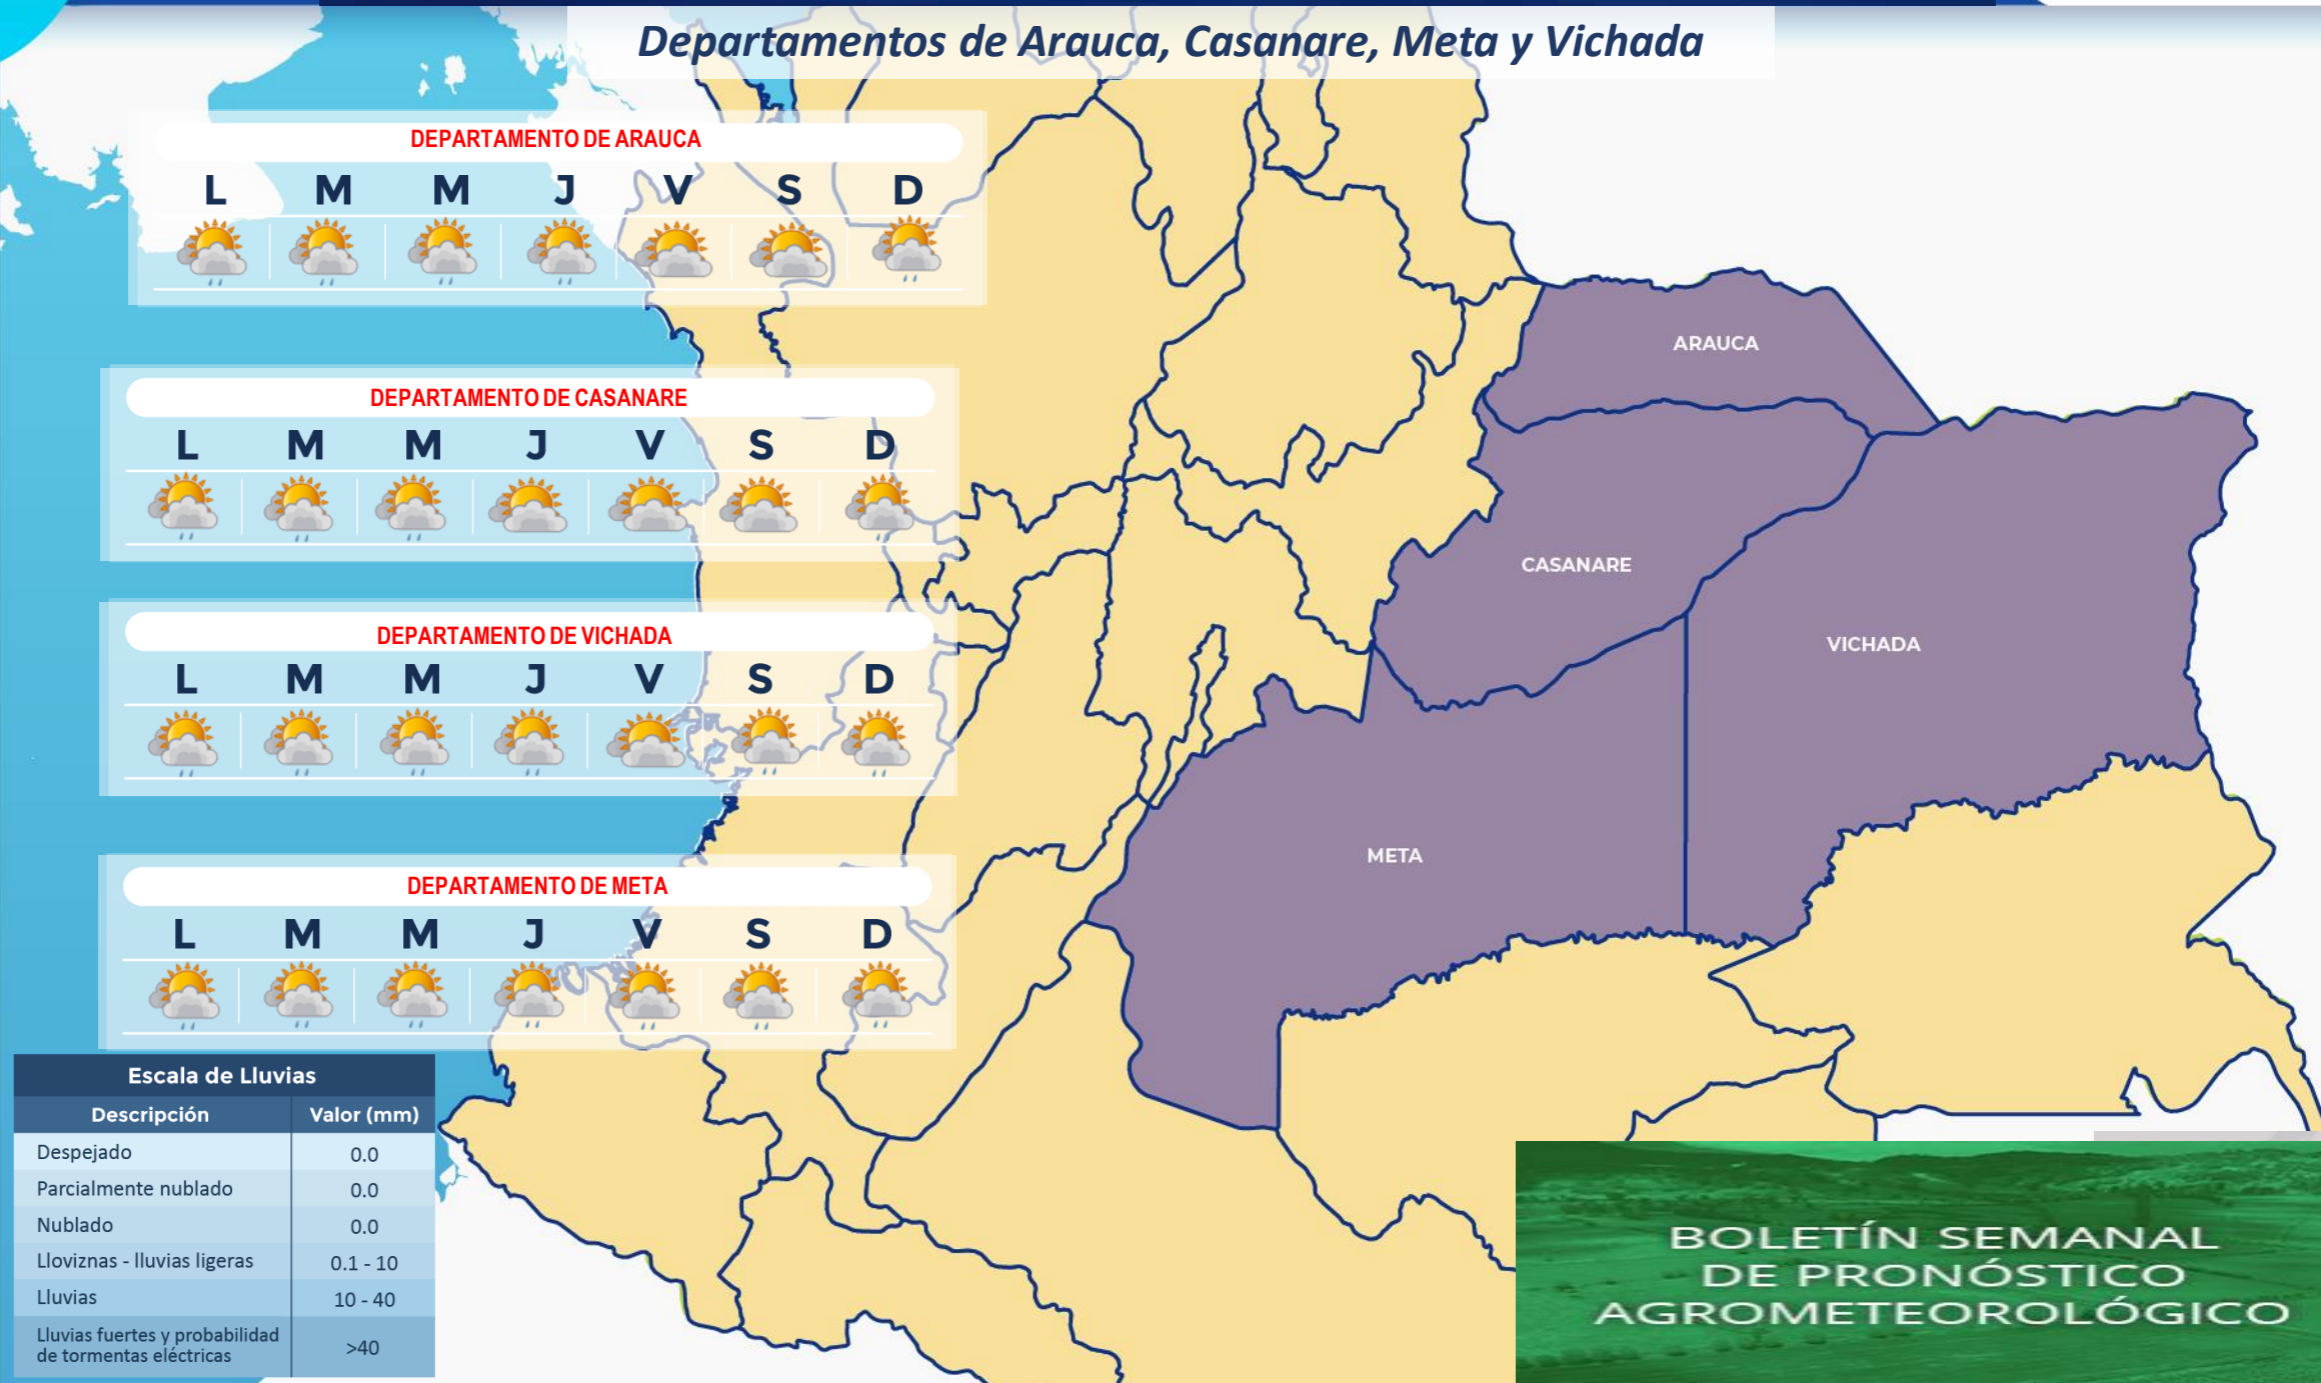 Departamentos de Arauca, Casanare, Meta y Vichada
DEPARTAMENTO DE ARAUCA
L M M J V S D
DEPARTAMENTO DE CASANARE
L M M J V S D
DEPARTAMENTO DE VICHADA
L M M J V S D
DEPARTAMENTO DE META
L M M J V S D
ARAUCA
CASANARE
VICHADA
META
Escala de Lluvias
Descripción Valor (mm)
Despejado 0.0
Parcialmente nublado 0.0
Nublado 0.0
Lloviznas - lluvias ligeras 0.1 - 10
Lluvias 10 - 40
Lluvias fuertes y probabilidad
de tormentas eléctricas >40
BOLETÍN SEMANAL
DE PRONÓSTICO
AGROMETEOROLÓGICO